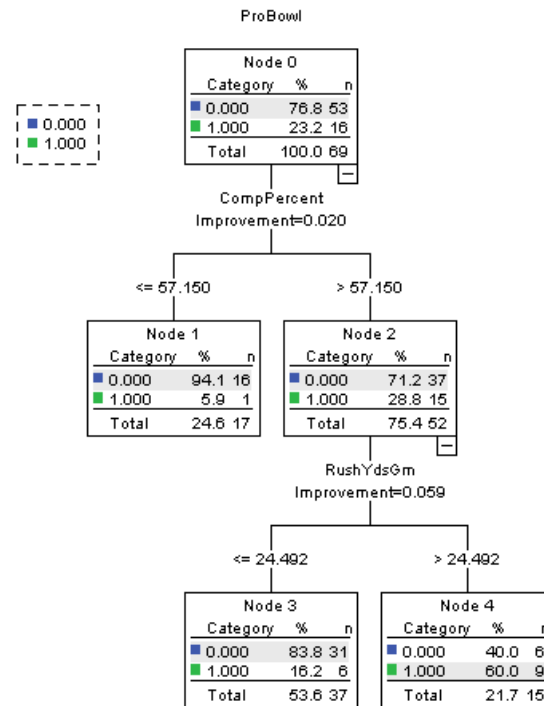 ProBowl
Node 0
Category % n
0.000 76.8 53
1.000 23.2 16
Total 100.0 69
0.000
1.000
CompPercent
Improvement=0.020
<= 57.150
> 57.150
Node 1
Category % n
0.000 94.1 16
1.000 5.9 1
Total 24.6 17
Node 2
Category % n
0.000 71.2 37
1.000 28.8 15
Total 75.4 52
RushYdsGm
Improvement=0.059
<= 24.492
> 24.492
Node 3
Category % n
0.000 83.8 31
1.000 16.2 6
Total 53.6 37
Node 4
Category % n
0.000 40.0 6
1.000 60.0 9
Total 21.7 15